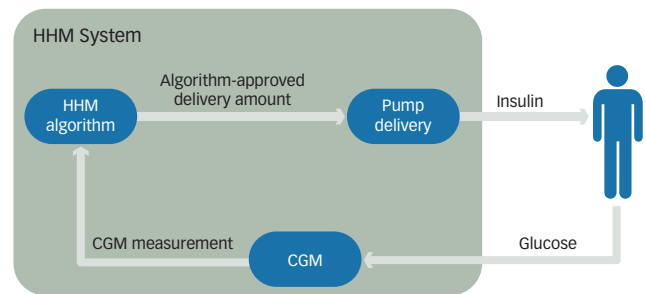 HHM System
Algorithm-approved
delivery amount
HHM
algorithm
Pump
delivery
Insulin
CGM measurement
CGM
Glucose